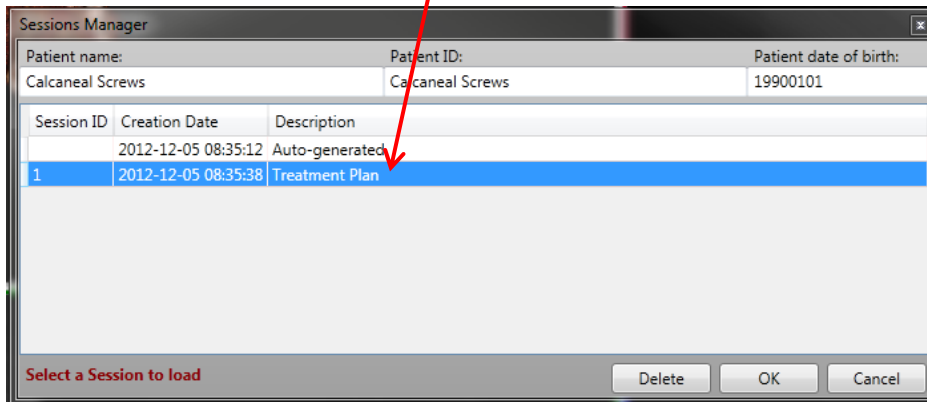 Sessions Manager
Patient name: Patient ID: Patient date of birth:
Calcaneal Screws Calcaneal Screws 19900101
Session ID Creation Date Description
2012-12-05 08:35:12 Auto-generated
1 2012-12-05 08:35:38 Treatment Plan
Select a Session to load Delete OK Cancel